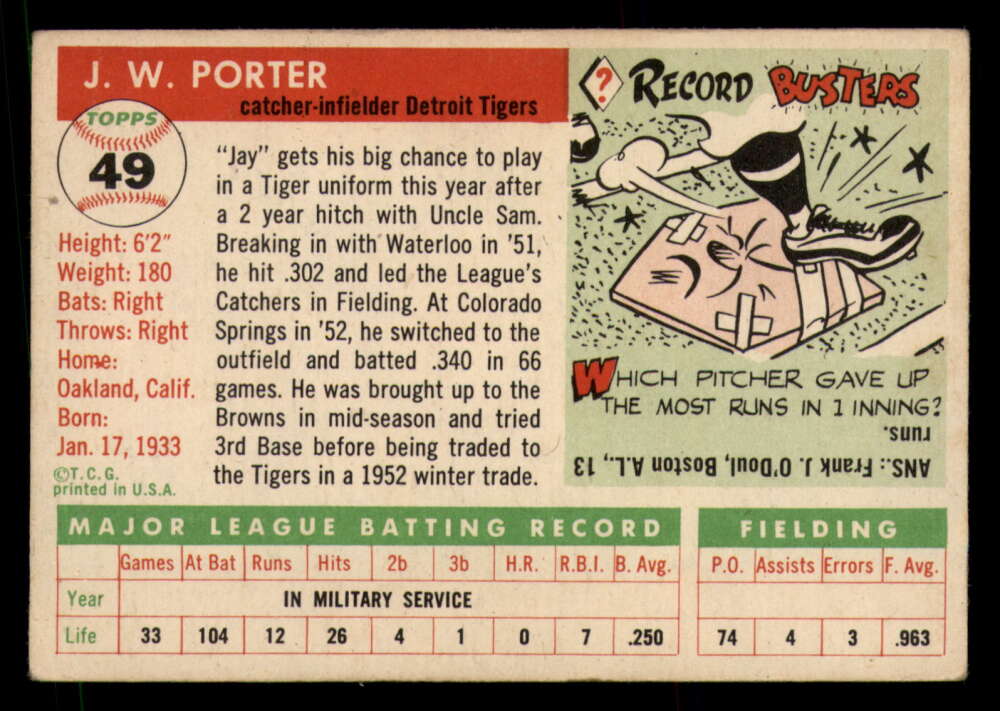 J. W. PORTER
catcher-infielder Detroit Tigers
TOPPS
49
Height: 6'2"
Weight: 180
Bats: Right
Throws: Right
Home:
Oakland, Calif.
Born:
Jan. 17, 1933
©T.C.G.
printed in U.S.A.
"Jay" gets his big chance to play
in a Tiger uniform this year after
a 2 year hitch with Uncle Sam.
Breaking in with Waterloo in '51,
he hit .302 and led the League's
Catchers in Fielding. At Colorado
Springs in '52, he switched to the
outfield and batted .340 in 66
games. He was brought up to the
Browns in mid-season and tried
3rd Base before being traded to
the Tigers in a 1952 winter trade.
? RECORD BUSTERS
WHICH PITCHER GAVE UP
THE MOST RUNS IN 1 INNING?
ANS.: Frank J. O'Doul, Boston A.L., 13
runs.
MAJOR LEAGUE BATTING RECORD
Games At Bat Runs Hits 2b 3b H.R. R.B.I. B. Avg.
Year IN MILITARY SERVICE
Life 33 104 12 26 4 1 0 7 .250
FIELDING
P.O. Assists Errors F. Avg.
74 4 3 .963